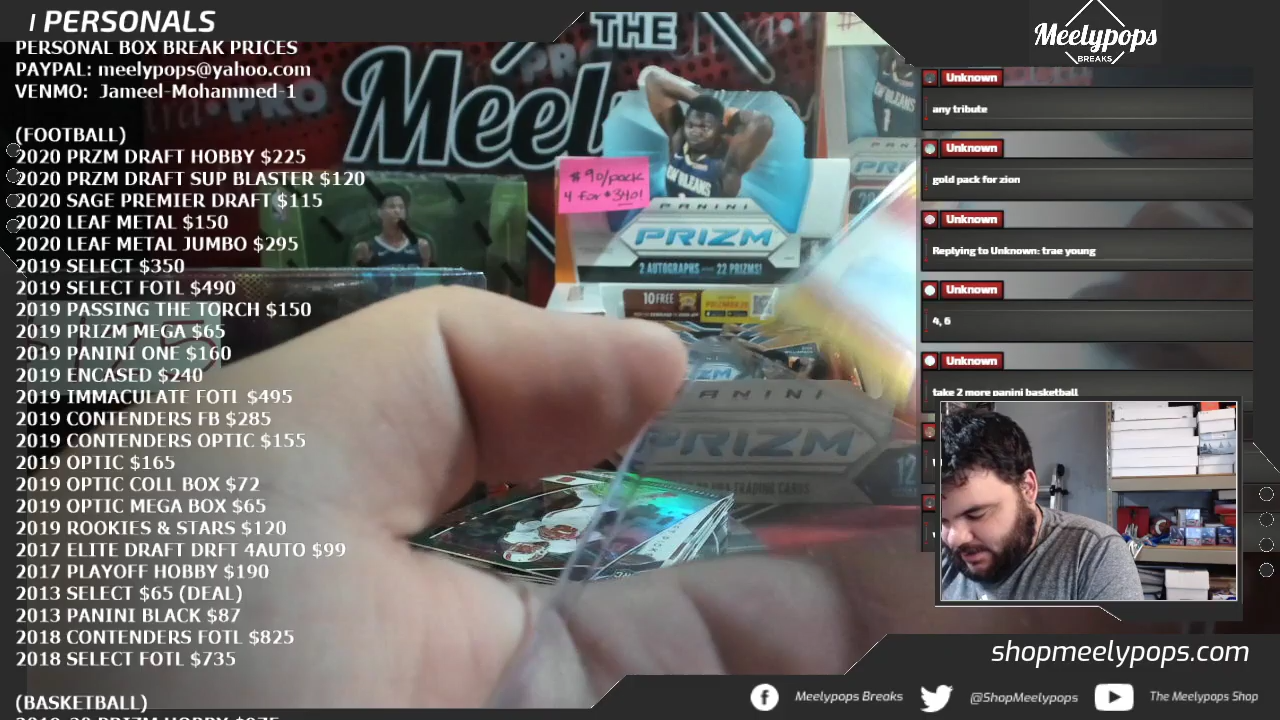 / PERSONALS
PERSONAL BOX BREAK PRICES
PAYPAL: meelypops@yahoo.com
VENMO: Jameel-Mohammed-1
(FOOTBALL)
2020 PRZM DRAFT HOBBY $225
2020 PRZM DRAFT SUP BLASTER $120
2020 SAGE PREMIER DRAFT $115
2020 LEAF METAL $150
2020 LEAF METAL JUMBO $295
2019 SELECT $350
2019 SELECT FOTL $490
2019 PASSING THE TORCH $150
2019 PRIZM MEGA $65
2019 PANINI ONE $160
2019 ENCASED $240
2019 IMMACULATE FOTL $495
2019 CONTENDERS FB $285
2019 CONTENDERS OPTIC $155
2019 OPTIC $165
2019 OPTIC COLL BOX $72
2019 OPTIC MEGA BOX $65
2019 ROOKIES & STARS $120
2017 ELITE DRAFT DRFT 4AUTO $99
2017 PLAYOFF HOBBY $190
2013 SELECT $65 (DEAL)
2013 PANINI BLACK $87
2018 CONTENDERS FOTL $825
2018 SELECT FOTL $735
(BASKETBALL)
THE
Meel
$90/pack
4 for $340!
PANINI
PRIZM
2 AUTOGRAPHS 22 PRIZMS!
10 FREE
PANINI
PRIZM
TRADING CARDS
12
Meelypops
BREAKS
Unknown
any tribute
Unknown
gold pack for zion
Unknown
Replying to Unknown: trae young
Unknown
4, 6
Unknown
take 2 more panini basketball
shopmeelypops.com
Meelypops Breaks
@ShopMeelypops
The Meelypops Shop